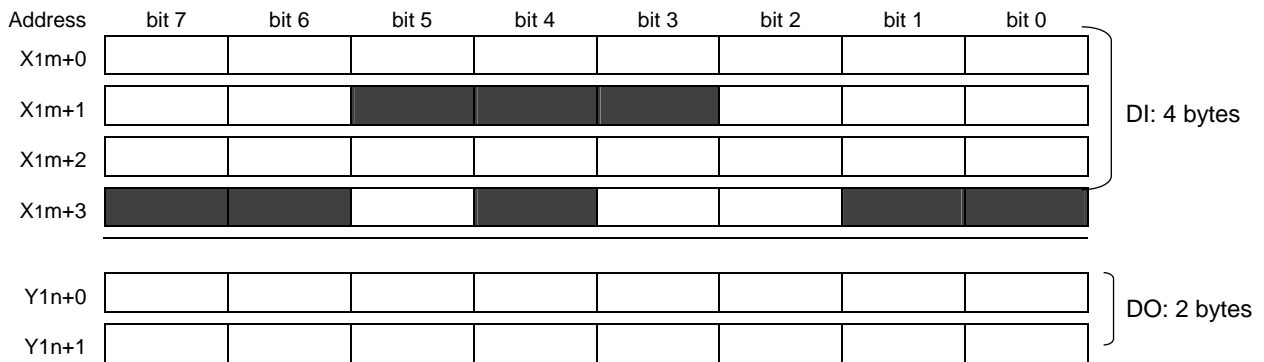 Address bit 7 bit 6 bit 5 bit 4 bit 3 bit 2 bit 1 bit 0
X1m+0
X1m+1
DI: 4 bytes
X1m+2
X1m+3
Y1n+0
DO: 2 bytes
Y1n+1